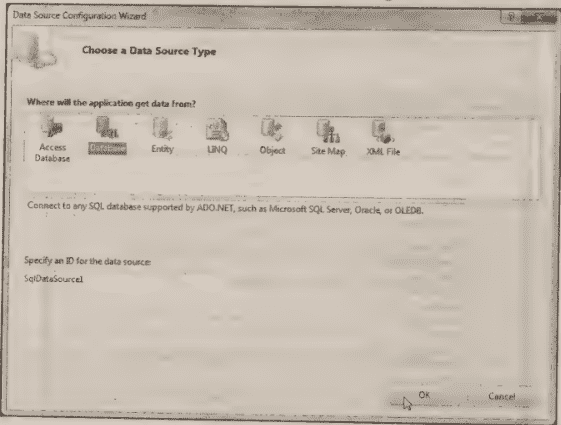 Data Source Configuration Wizard
Choose a Data Source Type
Where will the application get data from?
Access Database
Database
Entity
LINQ
Object
Site Map
XML File
Connect to any SQL database supported by ADO.NET, such as Microsoft SQL Server, Oracle, or OLEDB.
Specify an ID for the data source:
SqlDataSource1
OK
Cancel